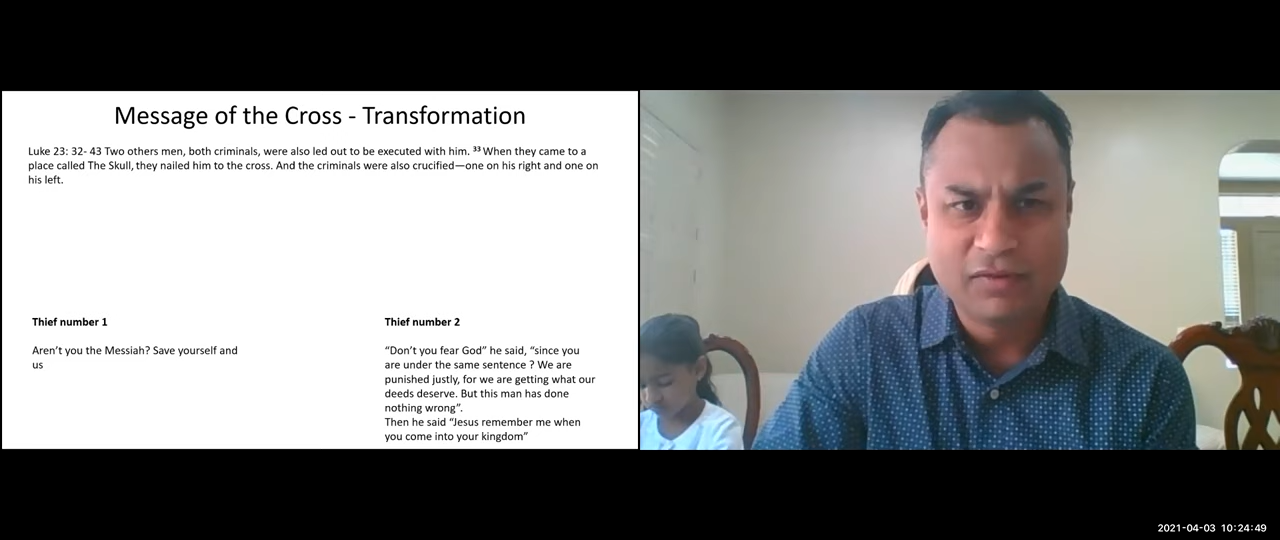 Message of the Cross - Transformation
Luke 23: 32- 43 Two others men, both criminals, were also led out to be executed with him. ³³ When they came to a
place called The Skull, they nailed him to the cross. And the criminals were also crucified—one on his right and one on
his left.
Thief number 1
Aren’t you the Messiah? Save yourself and
us
Thief number 2
“Don’t you fear God” he said, “since you
are under the same sentence ? We are
punished justly, for we are getting what our
deeds deserve. But this man has done
nothing wrong”.
Then he said “Jesus remember me when
you come into your kingdom”
2021-04-03 10:24:49